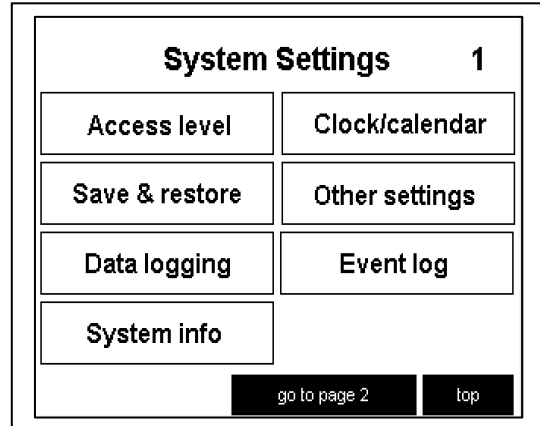 System Settings 1
Access level Clock/calendar
Save & restore Other settings
Data logging Event log
System info
go to page 2 top